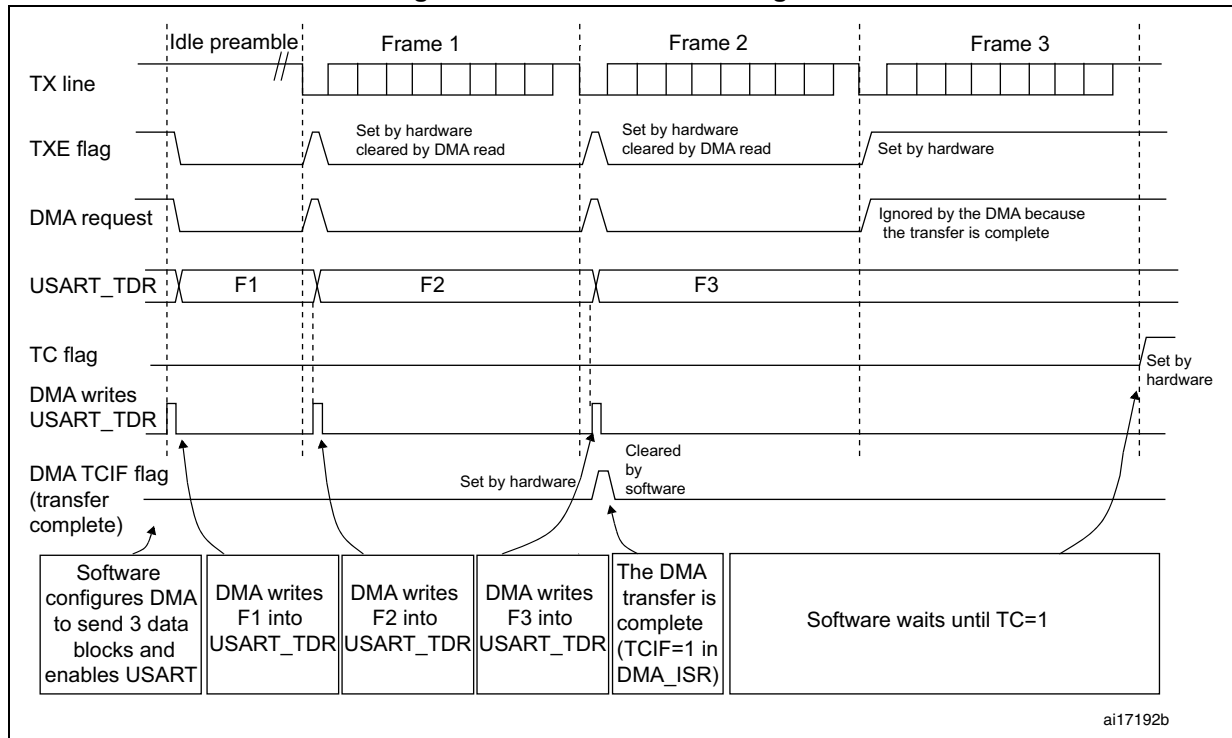 Idle preamble
Frame 1
Frame 2
Frame 3
TX line
TXE flag
Set by hardware
cleared by DMA read
Set by hardware
cleared by DMA read
Set by hardware
DMA request
Ignored by the DMA because
the transfer is complete
USART_TDR
F1
F2
F3
TC flag
Set by
hardware
DMA writes
USART_TDR
DMA TCIF flag
(transfer
complete)
Set by hardware
Cleared
by
software
Software
configures DMA
to send 3 data
blocks and
enables USART
DMA writes
F1 into
USART_TDR
DMA writes
F2 into
USART_TDR
DMA writes
F3 into
USART_TDR
The DMA
transfer is
complete
(TCIF=1 in
DMA_ISR)
Software waits until TC=1
ai17192b